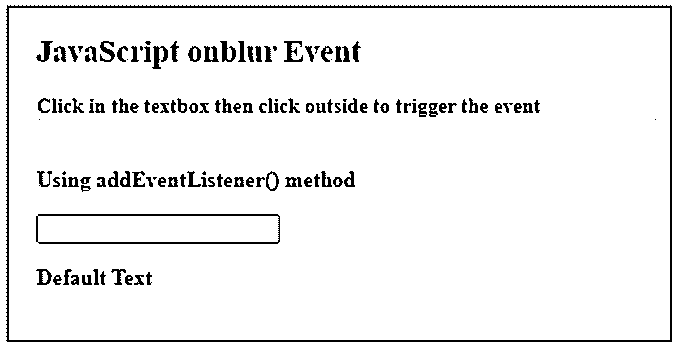 JavaScript onblur Event
Click in the textbox then click outside to trigger the event
Using addEventListener() method
Default Text